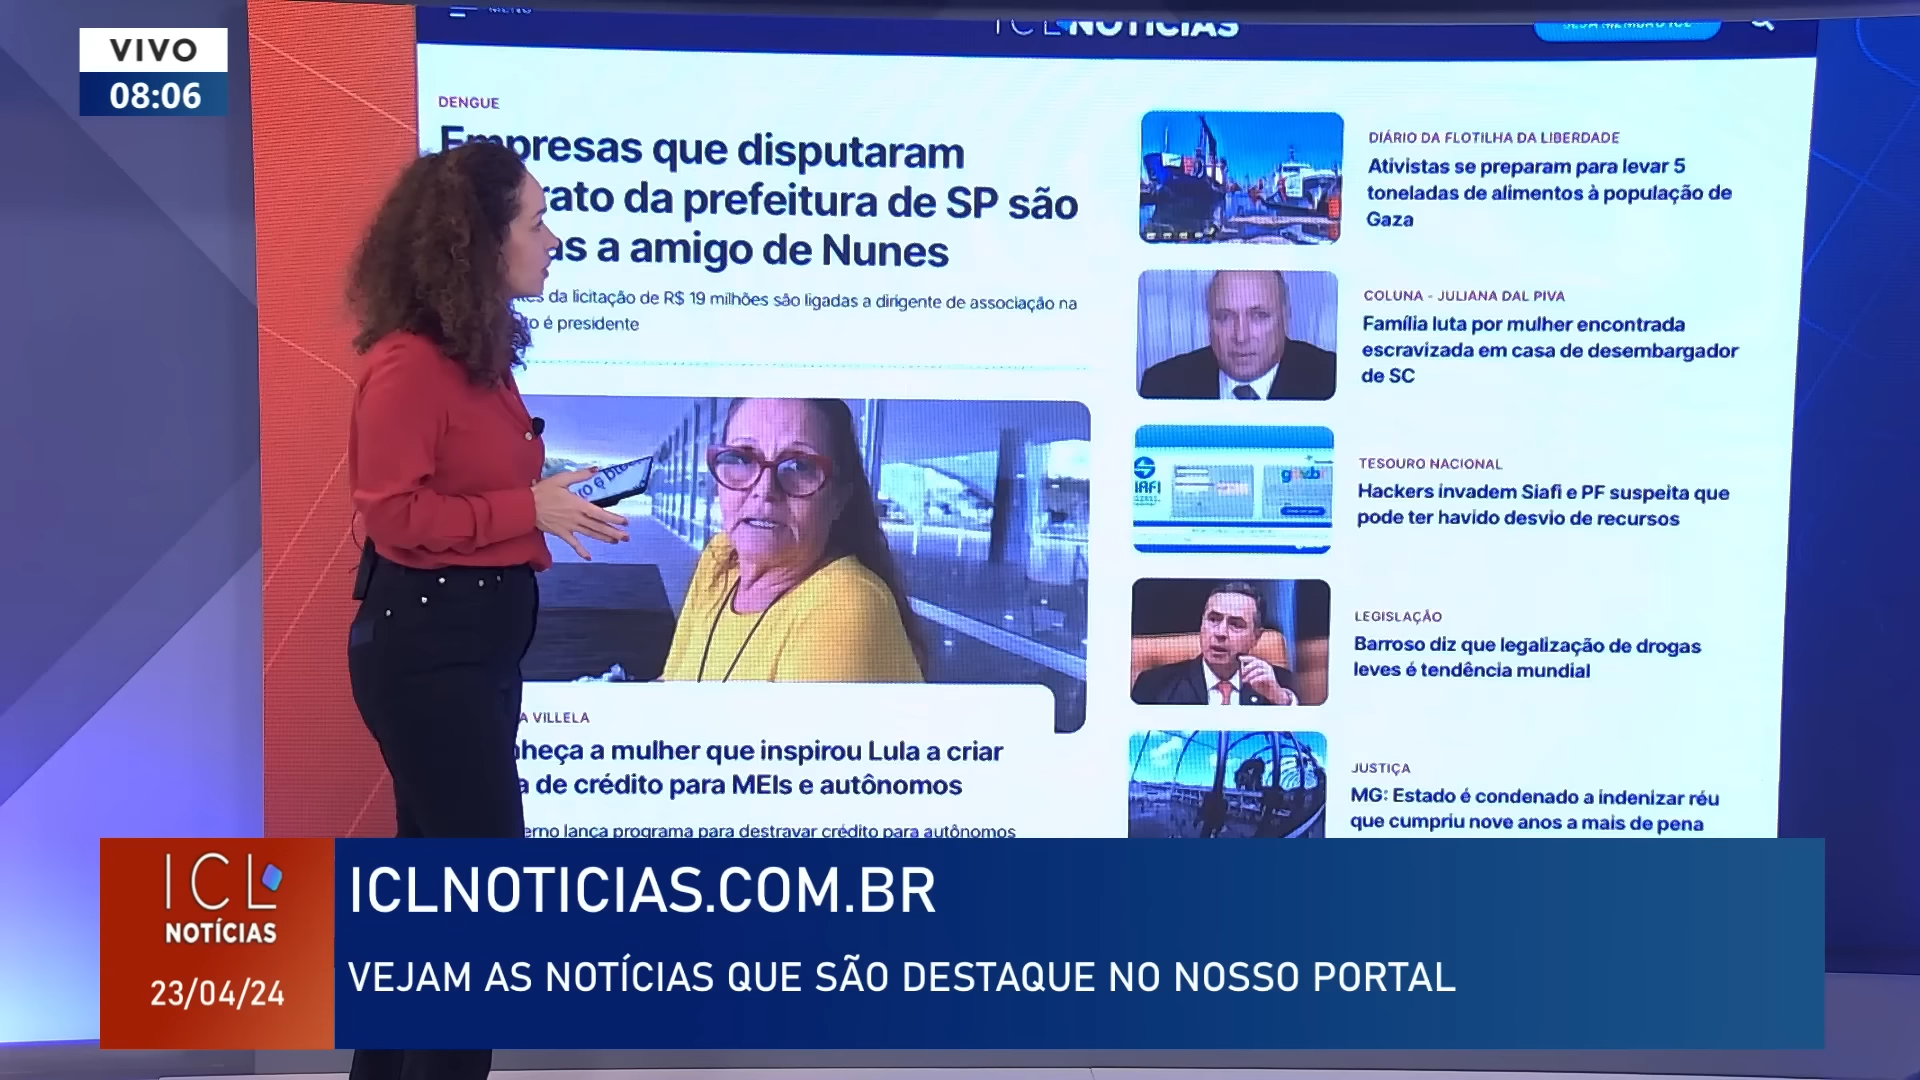 VIVO
08:06
MENU
ICL NOTÍCIAS
SEJA MEMBRO ICL
DENGUE
Empresas que disputaram
rato da prefeitura de SP são
as a amigo de Nunes
da licitação de R$ 19 milhões são ligadas a dirigente de associação na
é presidente
A VILLELA
nheça a mulher que inspirou Lula a criar
a de crédito para MEIs e autônomos
erno lança programa para destravar crédito para autônomos
DIÁRIO DA FLOTILHA DA LIBERDADE
Ativistas se preparam para levar 5
toneladas de alimentos à população de
Gaza
COLUNA - JULIANA DAL PIVA
Família luta por mulher encontrada
escravizada em casa de desembargador
de SC
TESOURO NACIONAL
Hackers invadem Siafi e PF suspeita que
pode ter havido desvio de recursos
LEGISLAÇÃO
Barroso diz que legalização de drogas
leves é tendência mundial
JUSTIÇA
MG: Estado é condenado a indenizar réu
que cumpriu nove anos a mais de pena
ICL
NOTÍCIAS
23/04/24
ICLNOTICIAS.COM.BR
VEJAM AS NOTÍCIAS QUE SÃO DESTAQUE NO NOSSO PORTAL